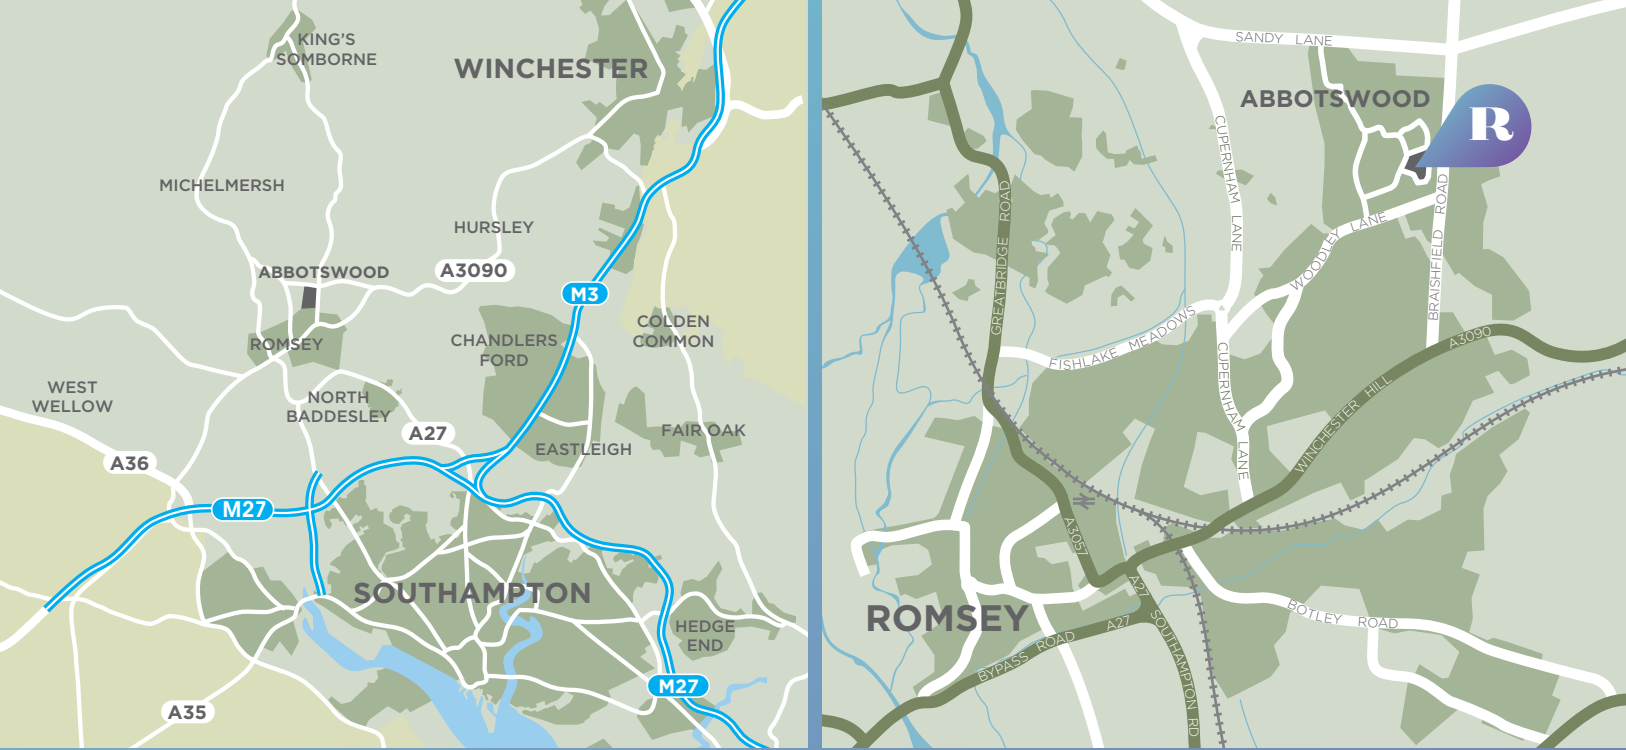 KING'S
SOMBORNE
WINCHESTER
MICHELMERSH
HURSLEY
ABBOTSWOOD
A3090
M3
CHANDLERS
FORD
COLDEN
COMMON
ROMSEY
WEST
WELLOW
NORTH
BADDESLEY
A27
FAIR OAK
EASTLEIGH
A36
M27
SOUTHAMPTON
HEDGE
END
M27
A35
SANDY LANE
ABBOTSWOOD
R
CUPERNHAM LANE
GREATBRIDGE ROAD
WOODLEY LANE
BRAISHFIELD ROAD
FISHLAKE MEADOWS
CUPERNHAM LANE
A3090
WINCHESTER HILL
A3057
ROMSEY
A27
BYPASS ROAD A27
SOUTHAMPTON RD
BOTLEY ROAD